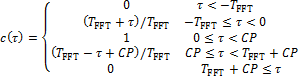 c(τ) = { 0 τ < −T_FFT
(T_FFT + τ)/T_FFT −T_FFT ≤ τ < 0
1 0 ≤ τ < CP
(T_FFT − τ + CP)/T_FFT CP ≤ τ < T_FFT + CP
0 T_FFT + CP ≤ τ